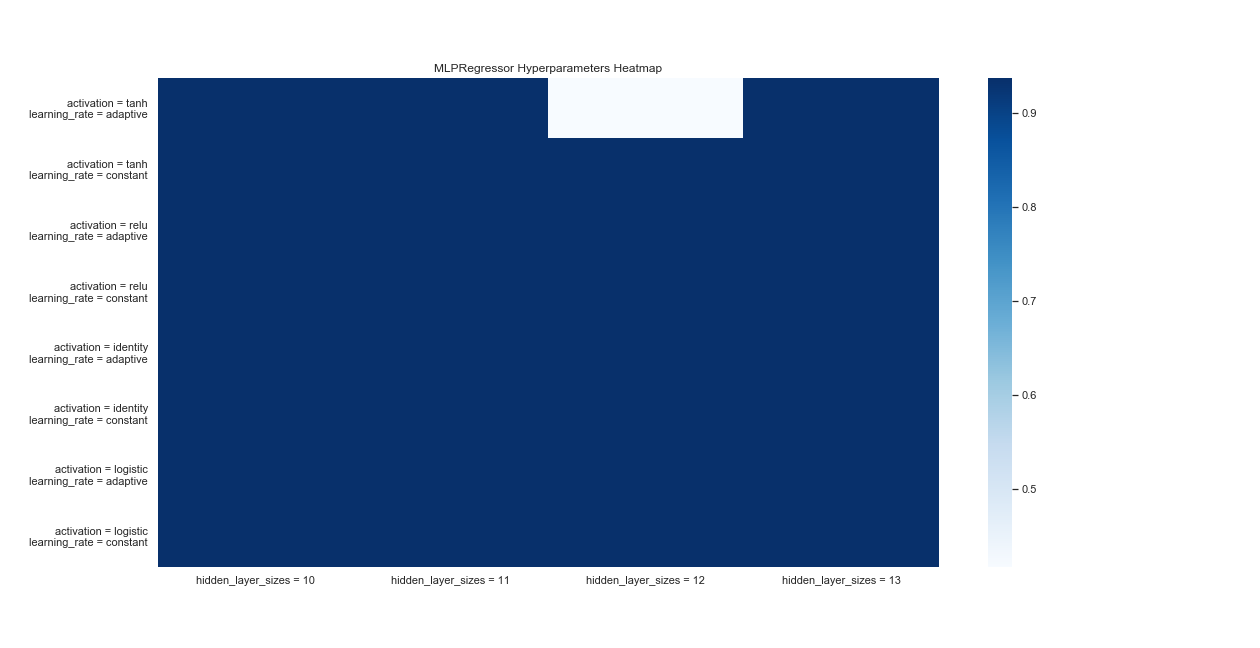 MLPRegressor Hyperparameters Heatmap
activation = tanh
learning_rate = adaptive
activation = tanh
learning_rate = constant
activation = relu
learning_rate = adaptive
activation = relu
learning_rate = constant
activation = identity
learning_rate = adaptive
activation = identity
learning_rate = constant
activation = logistic
learning_rate = adaptive
activation = logistic
learning_rate = constant
hidden_layer_sizes = 10
hidden_layer_sizes = 11
hidden_layer_sizes = 12
hidden_layer_sizes = 13
0.9
0.8
0.7
0.6
0.5